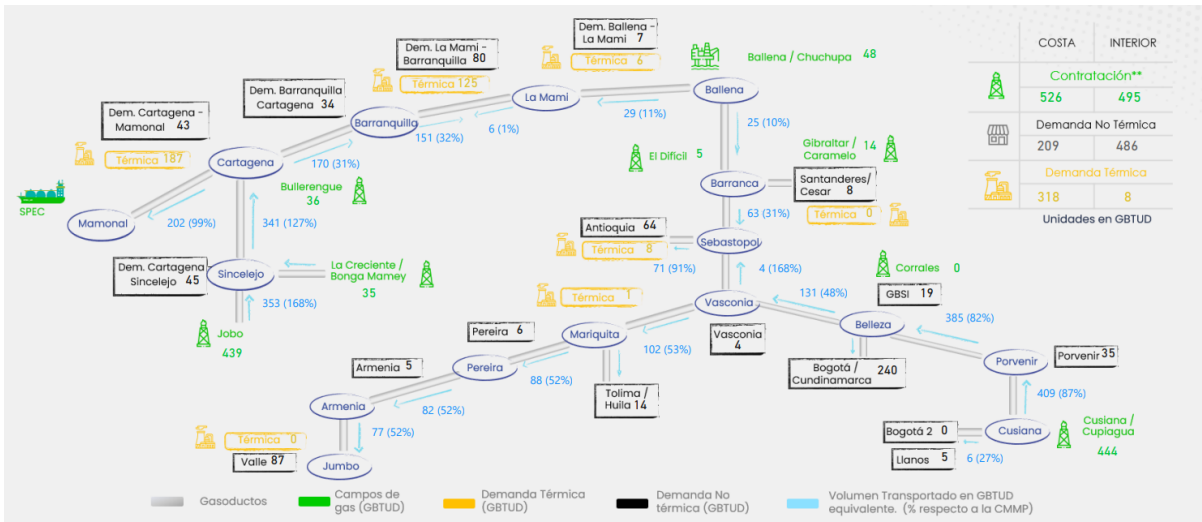 Dem. Ballena -
La Mami 7
Térmica 6
Dem. La Mami -
Barranquilla 80
Térmica 125
Dem. Barranquilla
Cartagena 34
Dem. Cartagena -
Mamonal 43
Térmica 187
Ballena / Chuchupa 48
La Mami
Ballena
Barranquilla
29 (11%)
6 (1%)
151 (32%)
170 (31%)
25 (10%)
Cartagena
El Difícil 5
Gibraltar /
Caramelo 14
Bullerengue
36
Barranca
Santanderes/
Cesar 8
Térmica 0
SPEC
Mamonal
202 (99%)
341 (127%)
63 (31%)
Antioquia 64
Térmica 8
71 (91%)
Sebastopol
Dem. Cartagena
Sincelejo 45
Sincelejo
La Creciente /
Bonga Mamey
35
353 (168%)
Jobo
439
4 (168%)
Corrales 0
GBSI 19
131 (48%)
385 (82%)
Térmica 1
Vasconia
Vasconia
4
Belleza
Pereira 6
Mariquita
102 (53%)
Bogotá /
Cundinamarca 240
Porvenir
Porvenir 35
Armenia 5
Pereira
88 (52%)
Tolima /
Huila 14
409 (87%)
Armenia
82 (52%)
77 (52%)
Térmica 0
Valle 87
Jumbo
Bogotá 2 0
Llanos 5
6 (27%)
Cusiana
Cusiana /
Cupiagua
444
COSTA INTERIOR
Contratación**
526 495
Demanda No Térmica
209 486
Demanda Térmica
318 8
Unidades en GBTUD
Gasoductos
Campos de
gas (GBTUD)
Demanda Térmica
(GBTUD)
Demanda No
térmica (GBTUD)
Volumen Transportado en GBTUD
equivalente. (% respecto a la CMMP)